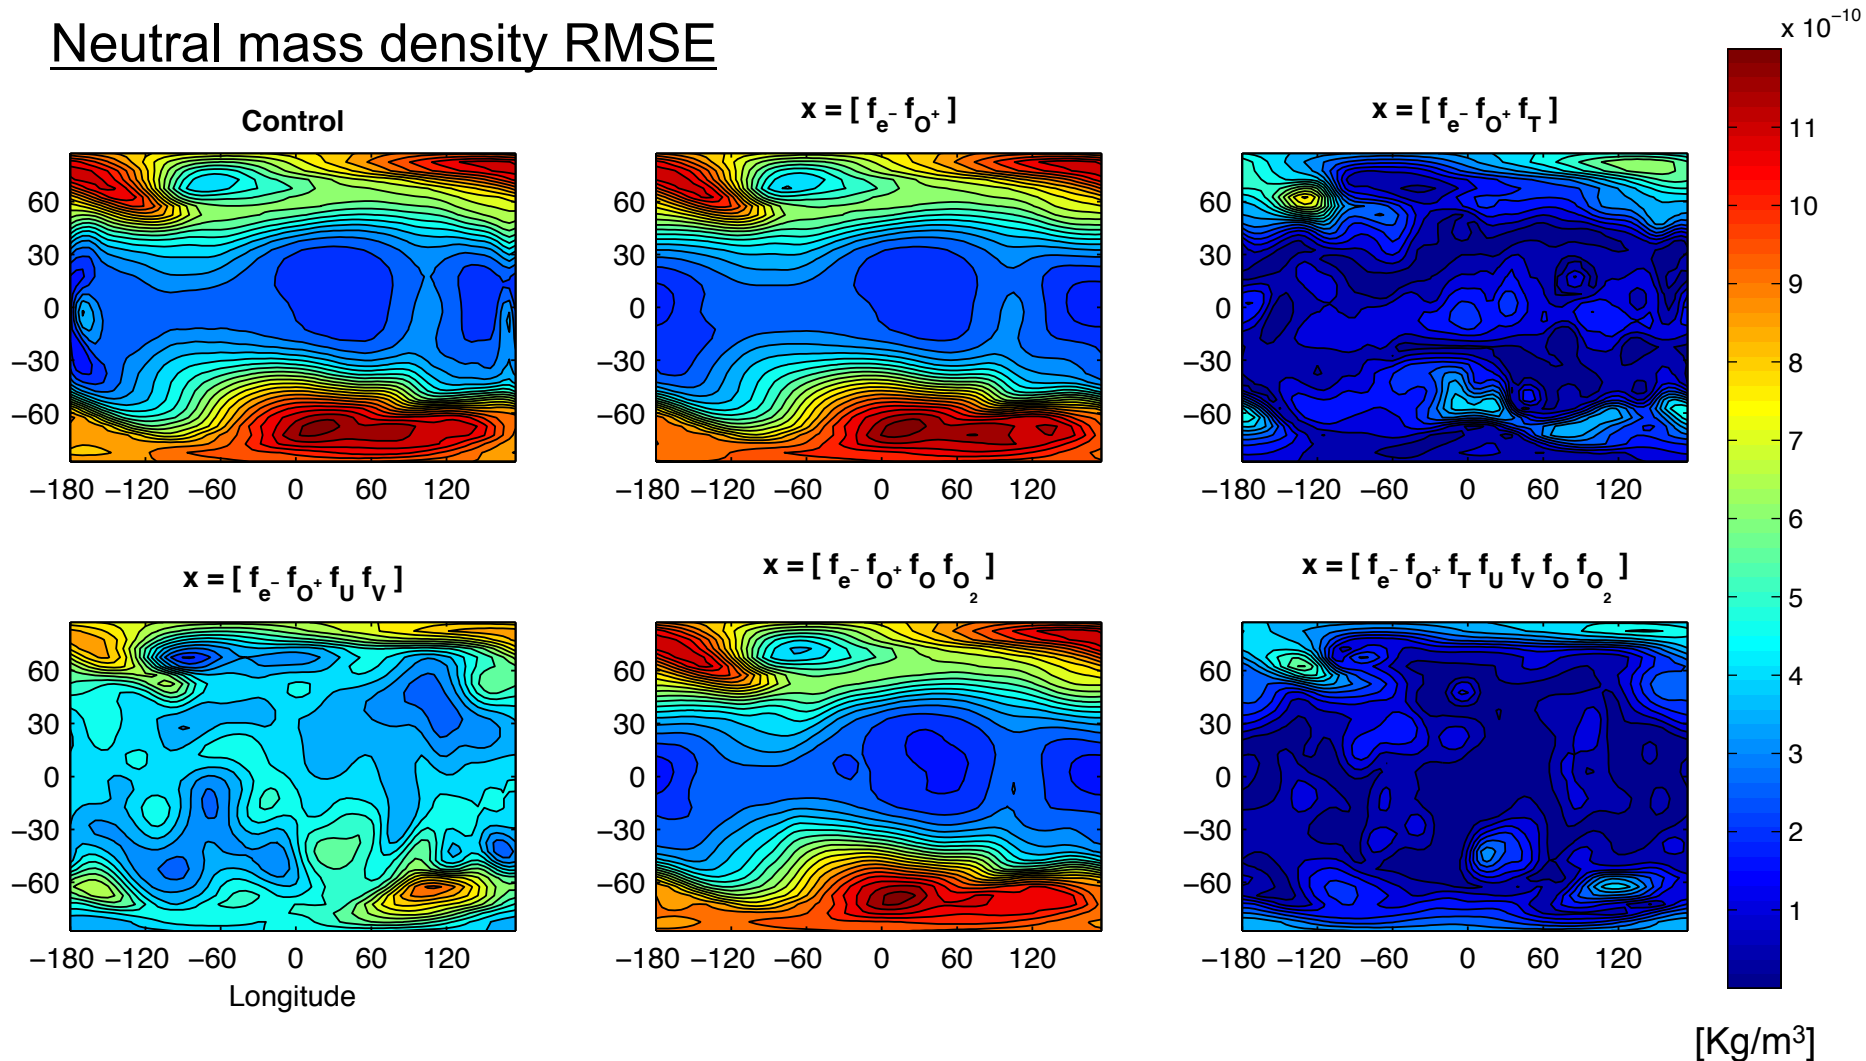 Neutral mass density RMSE
x 10⁻¹⁰
Control
x = [ f_e⁻ f_O⁺ ]
x = [ f_e⁻ f_O⁺ f_T ]
60
30
0
−30
−60
−180 −120 −60 0 60 120
60
30
0
−30
−60
−180 −120 −60 0 60 120
60
30
0
−30
−60
−180 −120 −60 0 60 120
x = [ f_e⁻ f_O⁺ f_U f_V ]
x = [ f_e⁻ f_O⁺ f_O f_O₂ ]
x = [ f_e⁻ f_O⁺ f_T f_U f_V f_O f_O₂ ]
60
30
0
−30
−60
−180 −120 −60 0 60 120
Longitude
60
30
0
−30
−60
−180 −120 −60 0 60 120
60
30
0
−30
−60
−180 −120 −60 0 60 120
11
10
9
8
7
6
5
4
3
2
1
[Kg/m³]